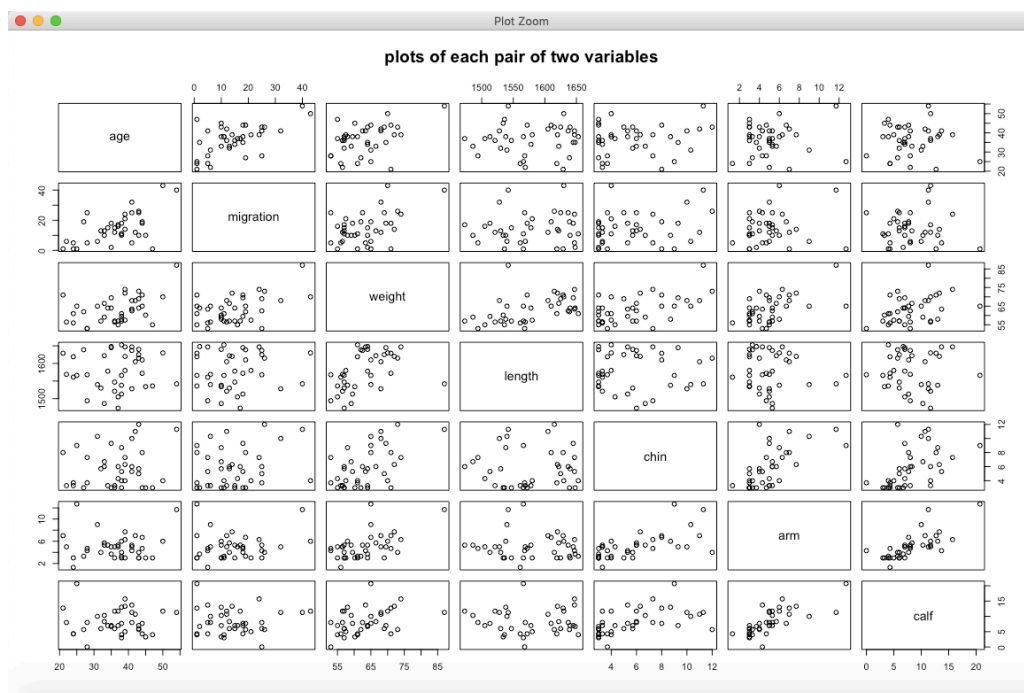 Plot Zoom
plots of each pair of two variables
0 10 20 30 40
1500 1550 1600 1650
2 4 6 8 10 12
age
20 30 40 50
0 20 40
migration
weight
55 65 75 85
1500 1600
length
chin
4 6 8 12
2 6 10
arm
calf
0 5 15
20 30 40 50
55 65 75 85
4 6 8 10 12
0 5 10 15 20